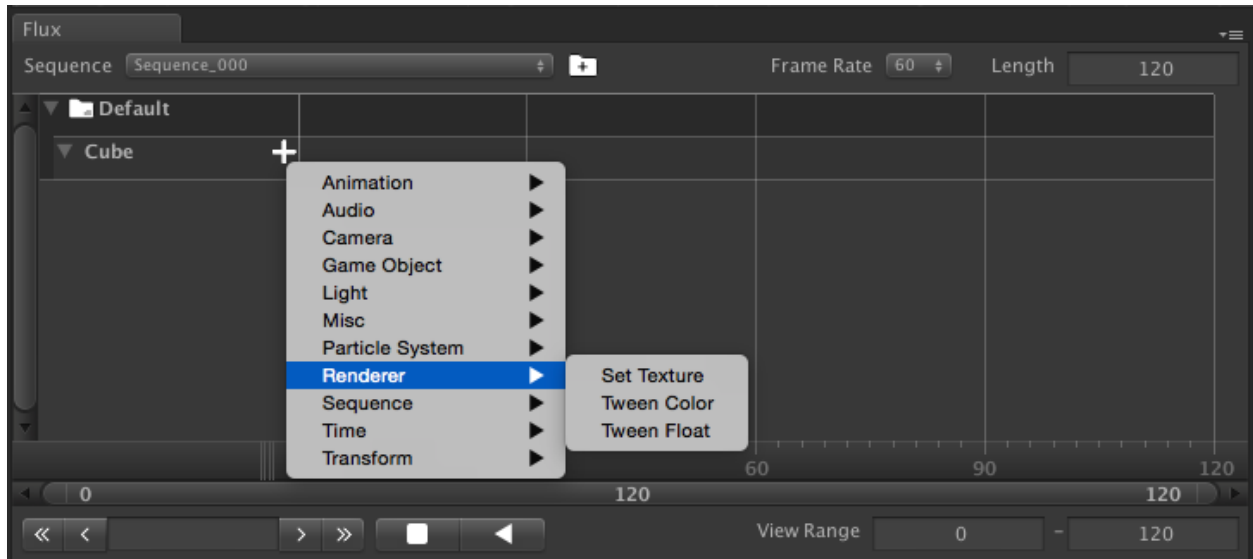 Flux
Sequence Sequence_000 Frame Rate 60 Length 120
Default
Cube
Animation
Audio
Camera
Game Object
Light
Misc
Particle System
Renderer Set Texture
Sequence Tween Color
Time Tween Float
Transform
60 90 120
0 120 120
View Range 0 - 120